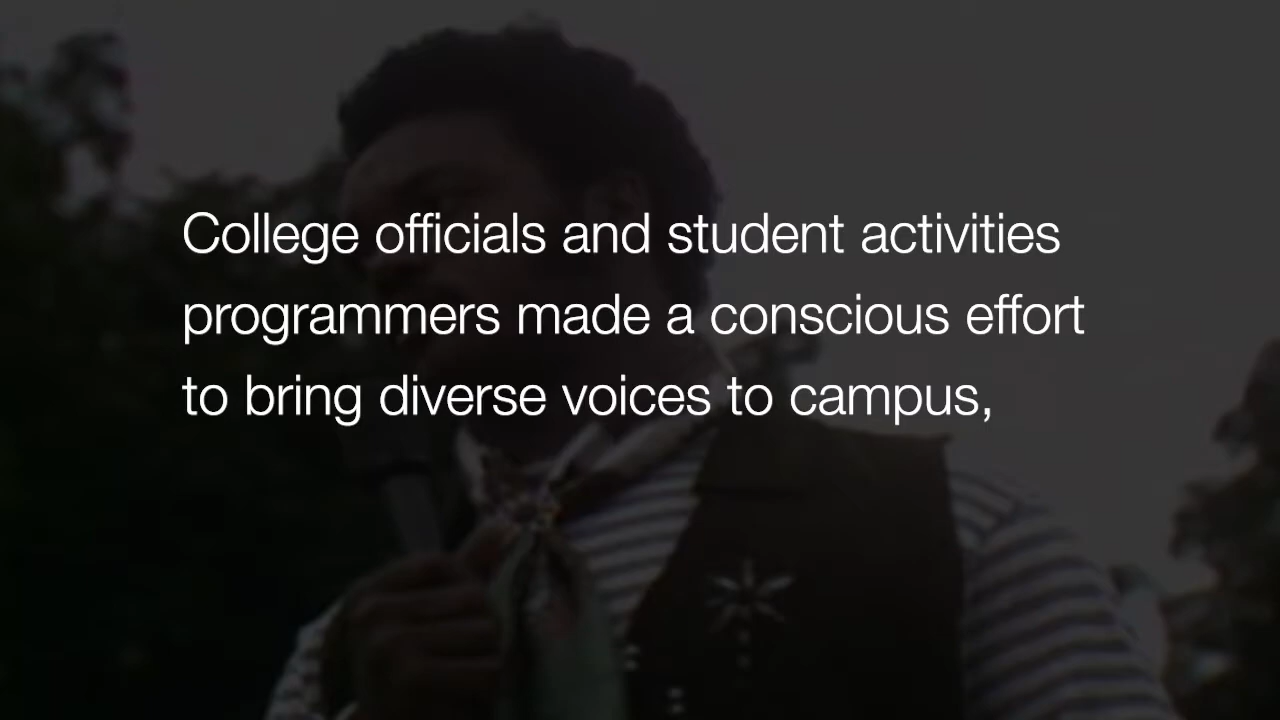 College officials and student activities
programmers made a conscious effort
to bring diverse voices to campus,